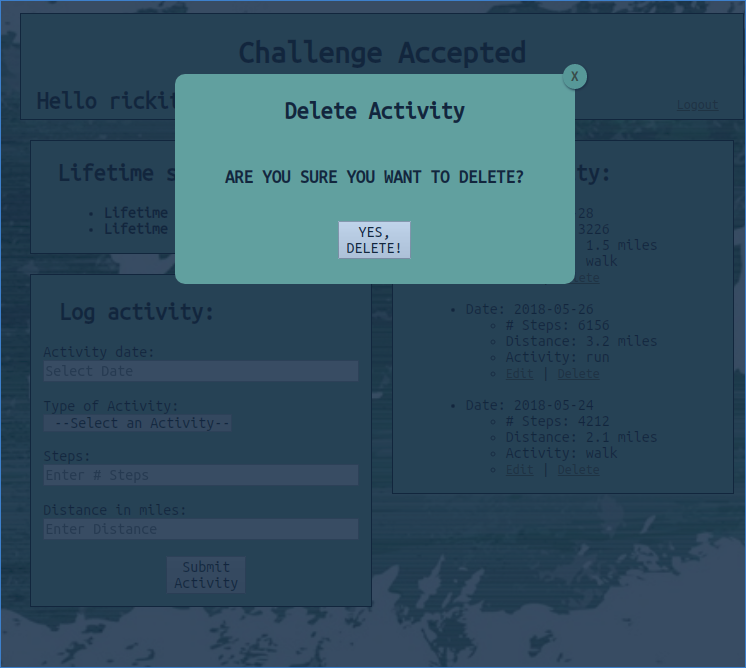 Challenge Accepted
X
Hello rickit
Logout
Delete Activity
ARE YOU SURE YOU WANT TO DELETE?
YES,
DELETE!
Lifetime s
Lifetime
Lifetime
Log activity:
Activity date:
Select Date
Type of Activity:
--Select an Activity--
Steps:
Enter # Steps
Distance in miles:
Enter Distance
Submit
Activity
ty:
28
3226
1.5 miles
walk
Delete
Date: 2018-05-26
# Steps: 6156
Distance: 3.2 miles
Activity: run
Edit | Delete
Date: 2018-05-24
# Steps: 4212
Distance: 2.1 miles
Activity: walk
Edit | Delete